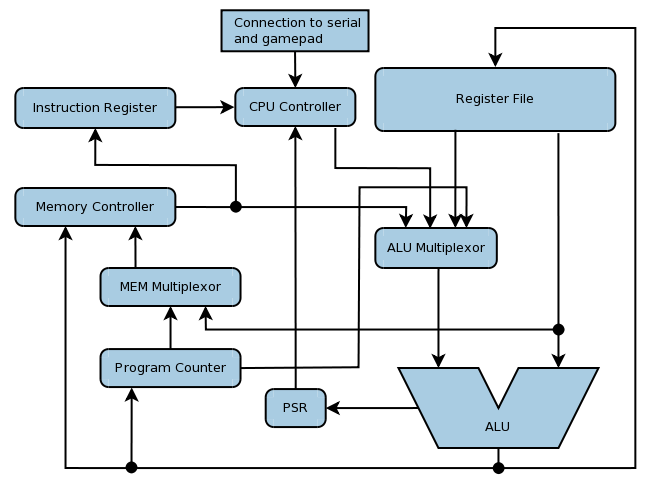 Connection to serial
and gamepad
Instruction Register
CPU Controller
Register File
Memory Controller
ALU Multiplexor
MEM Multiplexor
Program Counter
PSR
ALU